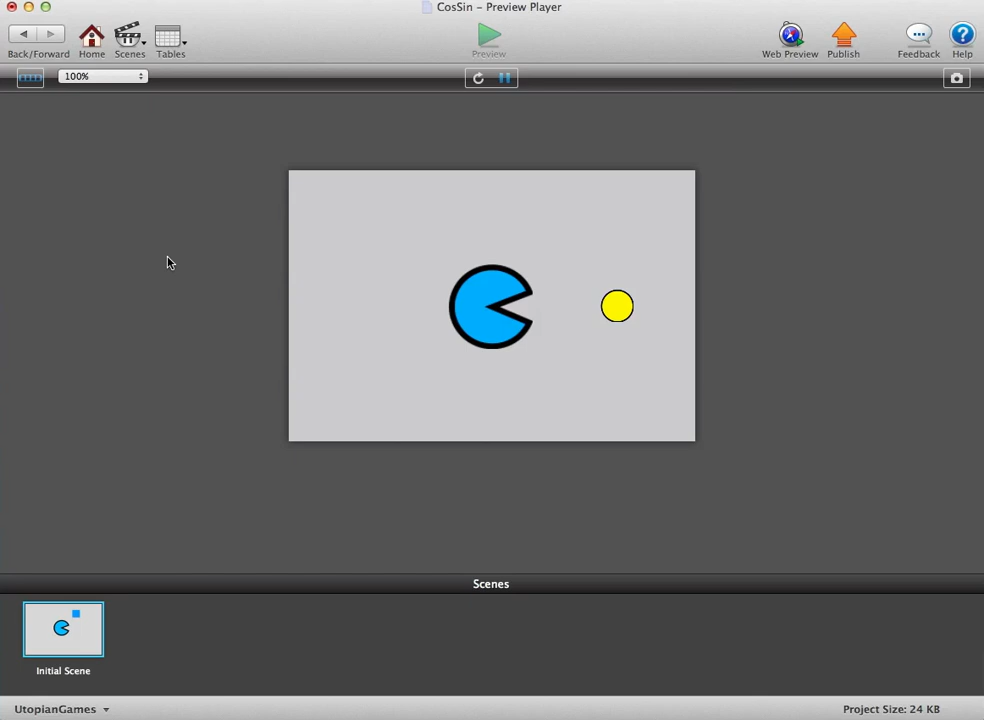 CosSin - Preview Player
Back/Forward Home Scenes Tables Preview Web Preview Publish Feedback Help
100%
Scenes
Initial Scene
UtopianGames Project Size: 24 KB